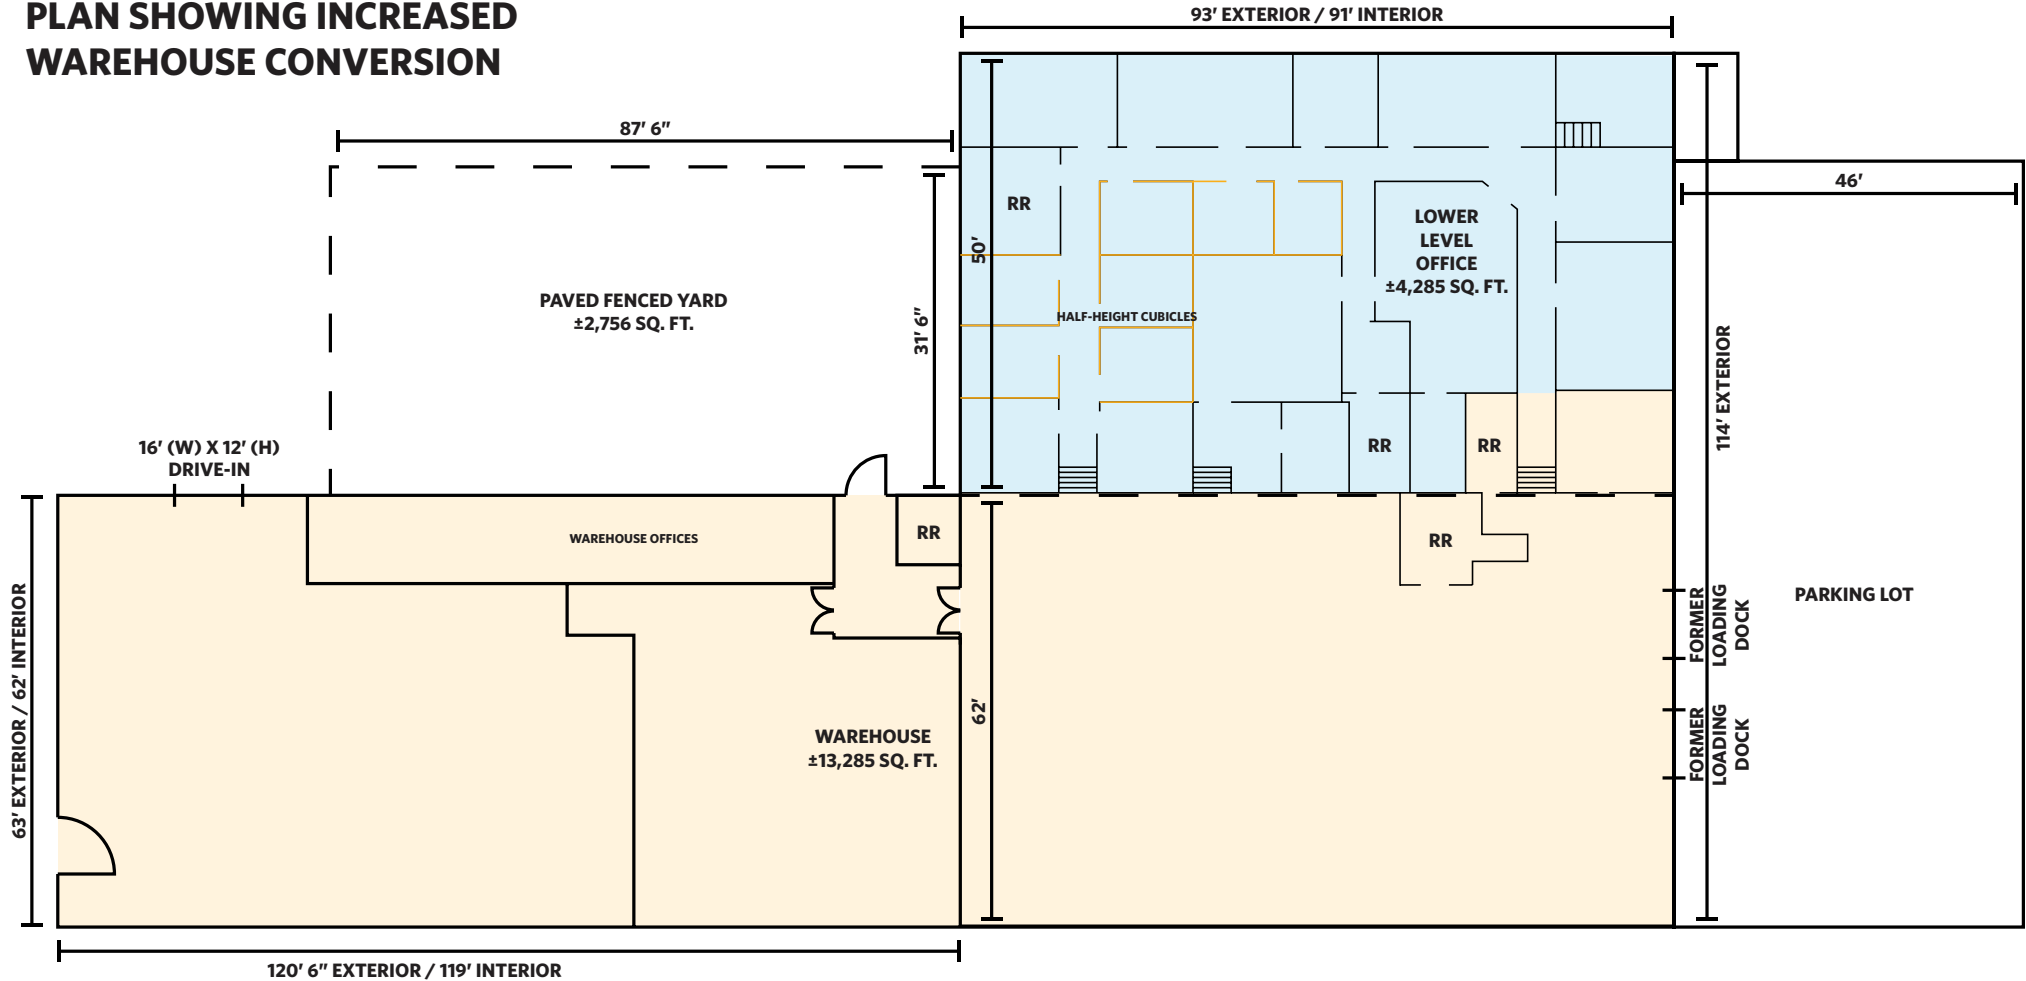 PLAN SHOWING INCREASED
WAREHOUSE CONVERSION
93′ EXTERIOR / 91′ INTERIOR
87′ 6″
46′
RR
LOWER
LEVEL
OFFICE
±4,285 SQ. FT.
50′
PAVED FENCED YARD
±2,756 SQ. FT.
31′ 6″
HALF-HEIGHT CUBICLES
114′ EXTERIOR
16′ (W) X 12′ (H)
DRIVE-IN
RR
RR
WAREHOUSE OFFICES
RR
RR
63′ EXTERIOR / 62′ INTERIOR
62′
FORMER
LOADING
DOCK
PARKING LOT
FORMER
LOADING
DOCK
WAREHOUSE
±13,285 SQ. FT.
120′ 6″ EXTERIOR / 119′ INTERIOR